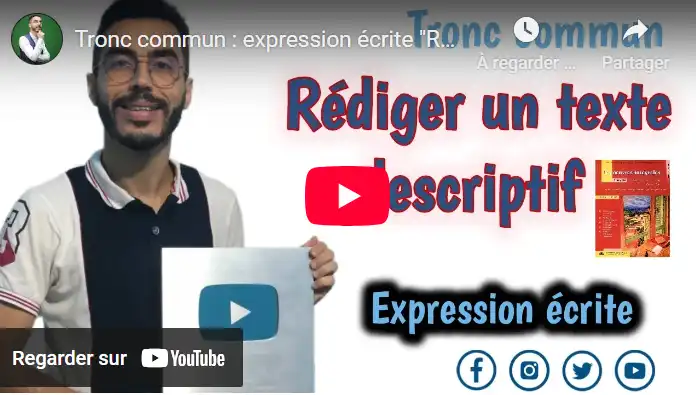 Tronc commun : expression écrite "R...
Tronc commun
À regarder ...
Partager
Rédiger un texte
descriptif
Expression écrite
Regarder sur YouTube